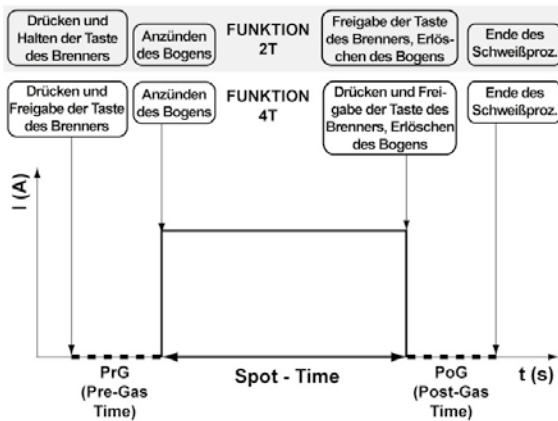 Drücken und
Halten der Taste
des Brenners
Anzünden
des Bogens
FUNKTION
2T
Freigabe der Taste
des Brenners, Erlös-
chen des Bogens
Ende des
Schweißproz.
Drücken und
Freigabe der Taste
des Brenners
Anzünden
des Bogens
FUNKTION
4T
Drücken und Frei-
gabe der Taste des
Brenners, Erlöschen
des Bogens
Ende des
Schweißproz.
I (A)
PrG
(Pre-Gas
Time)
Spot - Time
PoG
(Post-Gas
Time)
t (s)